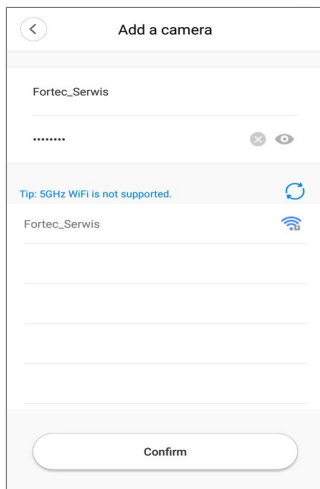 Add a camera
Fortec_Serwis
••••••••
Tip: 5GHz WiFi is not supported.
Fortec_Serwis
Confirm